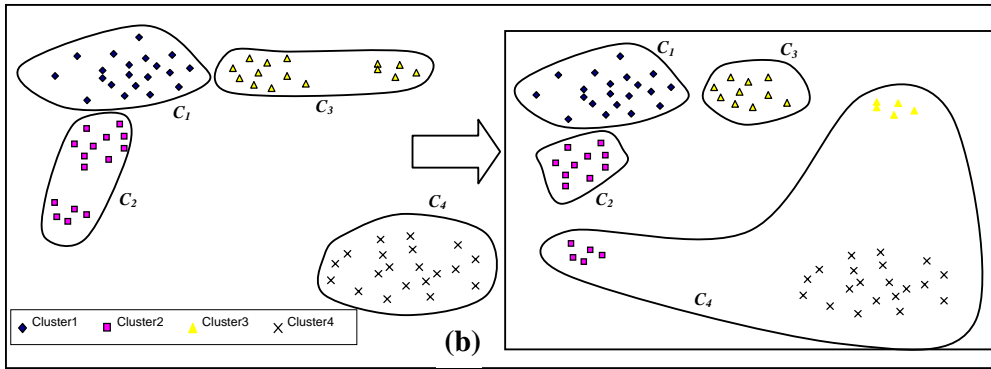 C₁
C₃
C₂
C₄
C₁
C₃
C₂
C₄
Cluster1 Cluster2 Cluster3 Cluster4
(b)